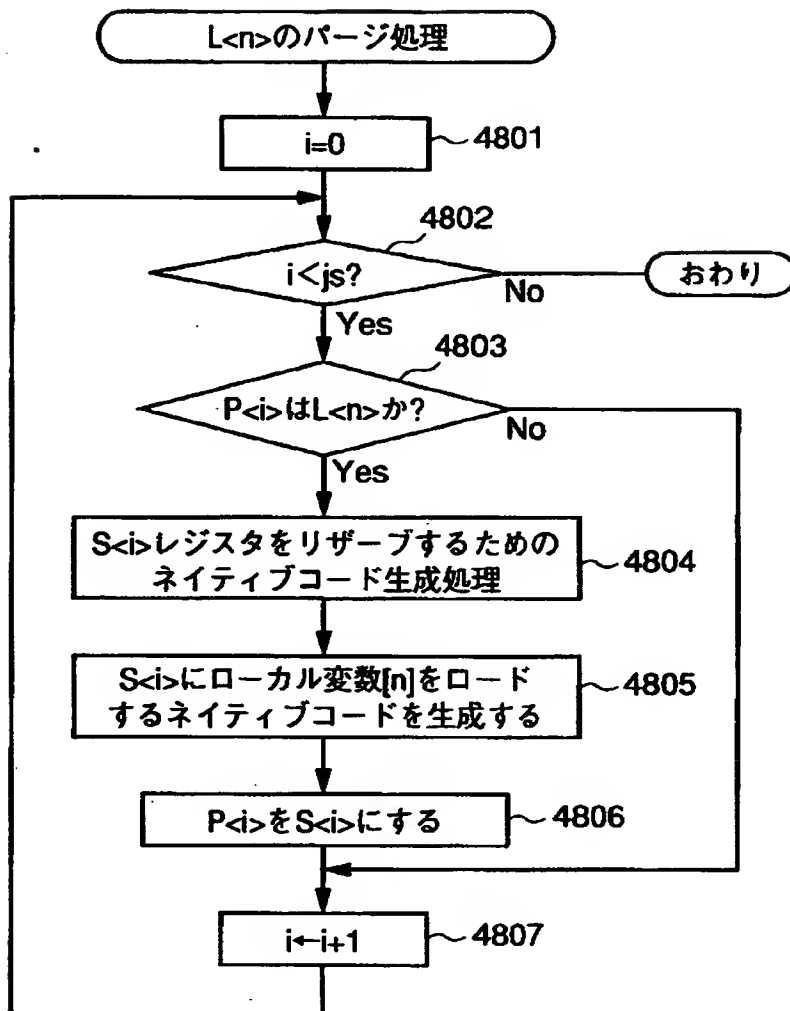 L<n>のパージ処理
i=0
4801
4802
i<js?
No
おわり
Yes
4803
P<i>はL<n>か?
No
Yes
S<i>レジスタをリザーブするための
ネイティブコード生成処理
4804
S<i>にローカル変数[n]をロード
するネイティブコードを生成する
4805
P<i>をS<i>にする
4806
i←i+1
4807